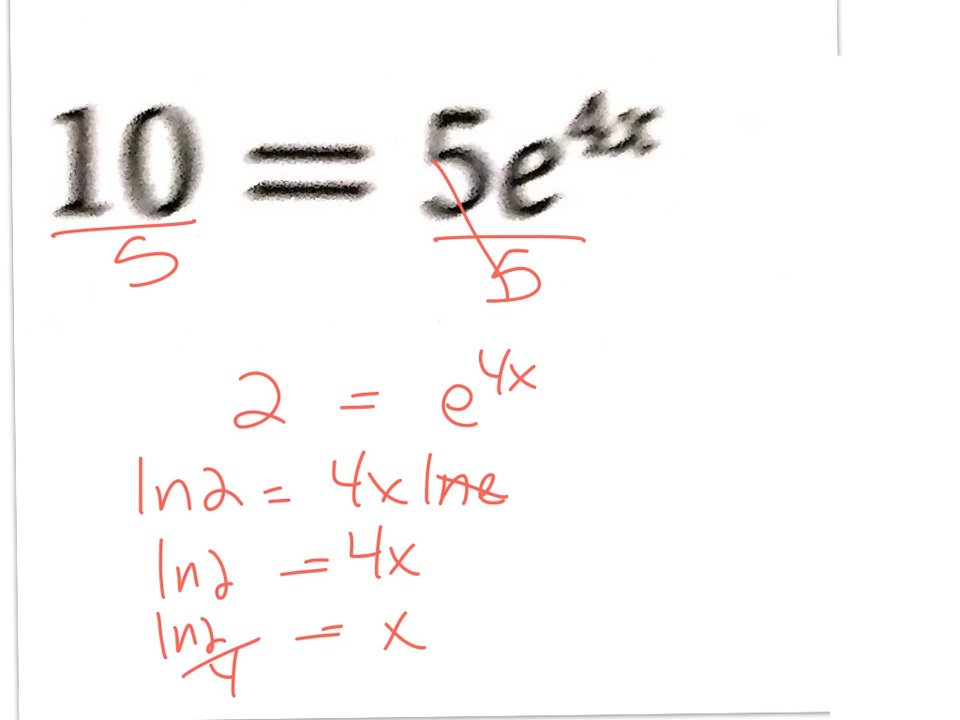 10 = 5e^{4x}
5 5
2 = e^{4x}
ln2 = 4x lne
ln2 = 4x
ln2/4 = x